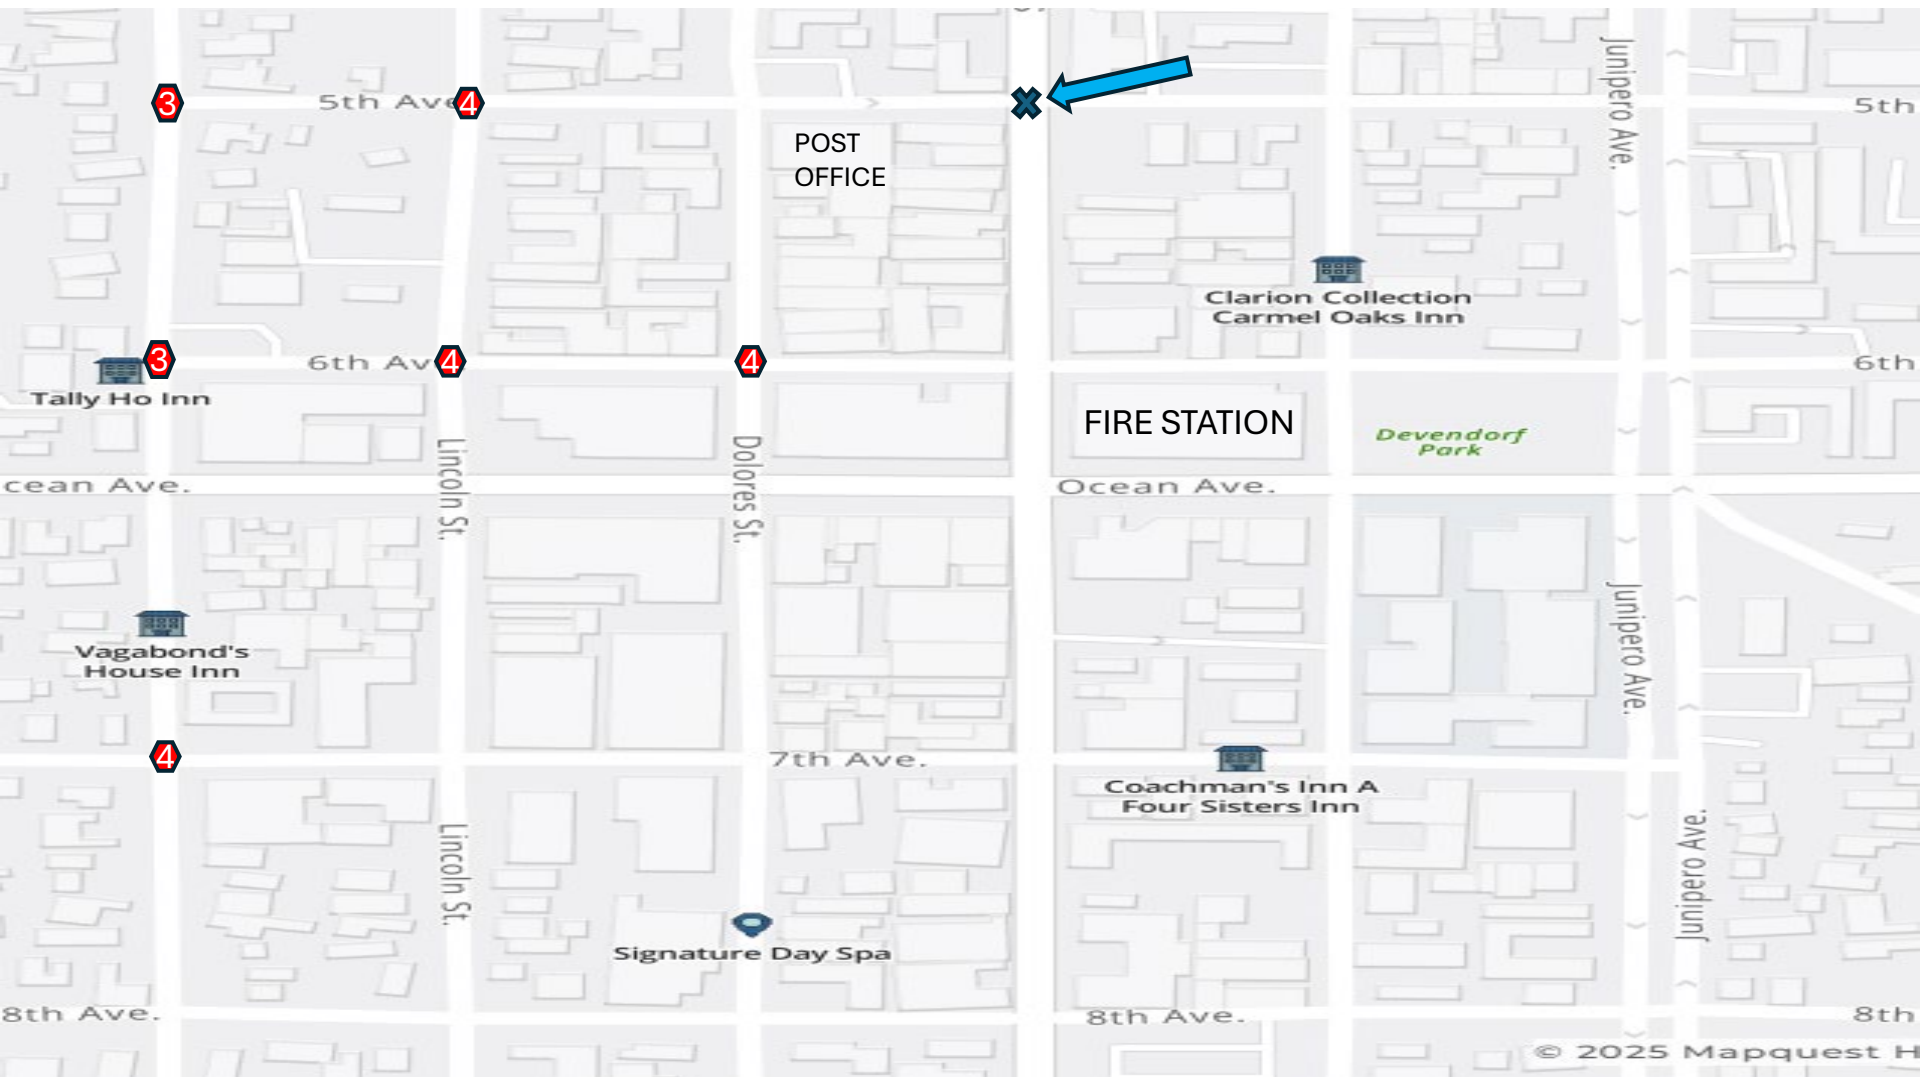 3
5th Ave
4
5th
Junipero Ave.
POST
OFFICE
Clarion Collection
Carmel Oaks Inn
3
6th Av
4
4
6th
Tally Ho Inn
FIRE STATION
Devendorf
Park
Lincoln St.
Dolores St.
cean Ave.
Ocean Ave.
Vagabond's
House Inn
Junipero Ave.
4
7th Ave.
Coachman's Inn A
Four Sisters Inn
Lincoln St.
Junipero Ave.
Signature Day Spa
8th Ave.
8th Ave.
8th
© 2025 Mapquest H